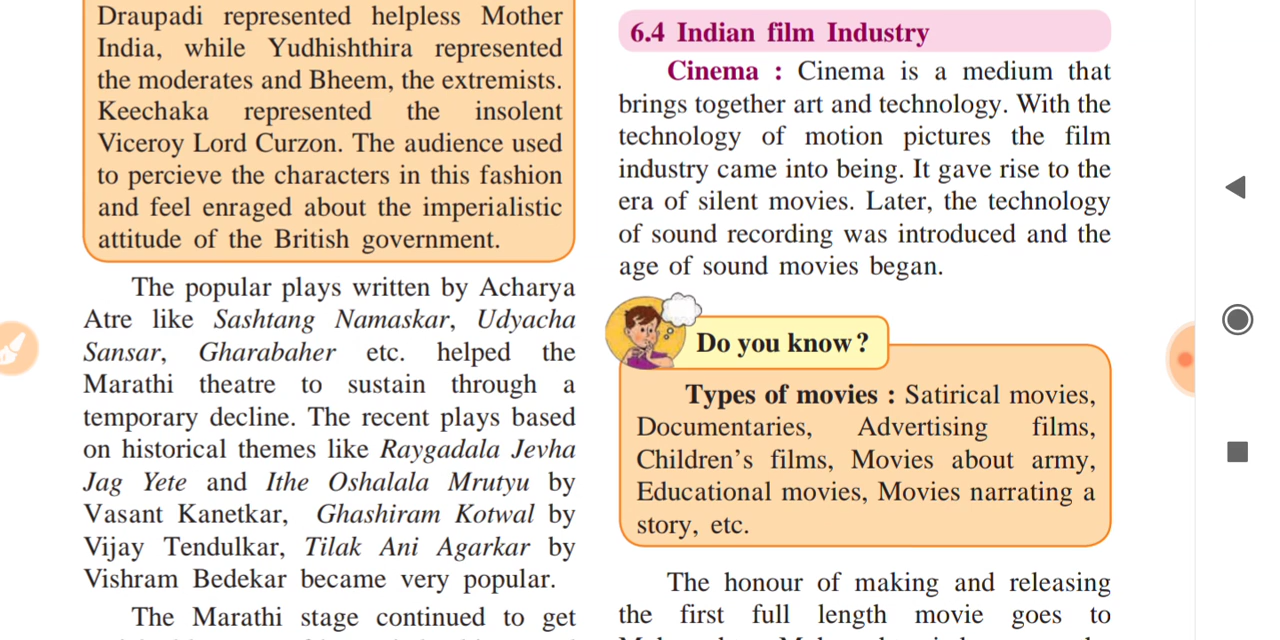 Draupadi represented helpless Mother
India, while Yudhishthira represented
the moderates and Bheem, the extremists.
Keechaka represented the insolent
Viceroy Lord Curzon. The audience used
to percieve the characters in this fashion
and feel enraged about the imperialistic
attitude of the British government.
The popular plays written by Acharya
Atre like Sashtang Namaskar, Udyacha
Sansar, Gharabaher etc. helped the
Marathi theatre to sustain through a
temporary decline. The recent plays based
on historical themes like Raygadala Jevha
Jag Yete and Ithe Oshalala Mrutyu by
Vasant Kanetkar, Ghashiram Kotwal by
Vijay Tendulkar, Tilak Ani Agarkar by
Vishram Bedekar became very popular.
The Marathi stage continued to get
6.4 Indian film Industry
Cinema : Cinema is a medium that
brings together art and technology. With the
technology of motion pictures the film
industry came into being. It gave rise to the
era of silent movies. Later, the technology
of sound recording was introduced and the
age of sound movies began.
Do you know?
Types of movies : Satirical movies,
Documentaries, Advertising films,
Children's films, Movies about army,
Educational movies, Movies narrating a
story, etc.
The honour of making and releasing
the first full length movie goes to